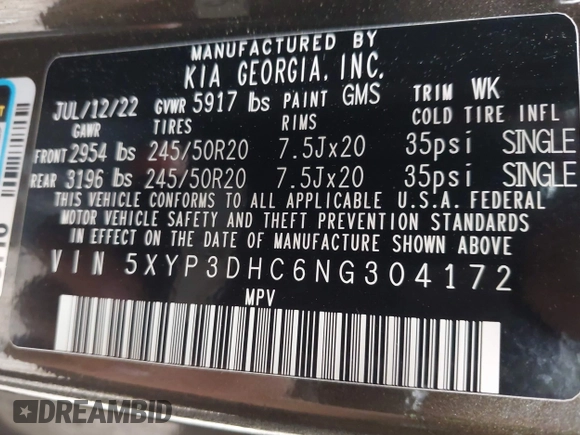 MANUFACTURED BY
KIA GEORGIA, INC.
JUL/12/22 GVWR 5917 lbs PAINT GMS TRIM WK
GAWR TIRES RIMS COLD TIRE INFL
FRONT 2954 lbs 245/50R20 7.5Jx20 35psi SINGLE
REAR 3196 lbs 245/50R20 7.5Jx20 35psi SINGLE
THIS VEHICLE CONFORMS TO ALL APPLICABLE U.S.A. FEDERAL
MOTOR VEHICLE SAFETY AND THEFT PREVENTION STANDARDS
IN EFFECT ON THE DATE OF MANUFACTURE SHOWN ABOVE
VIN 5XYP3DHC6NG304172
MPV
DREAMBID